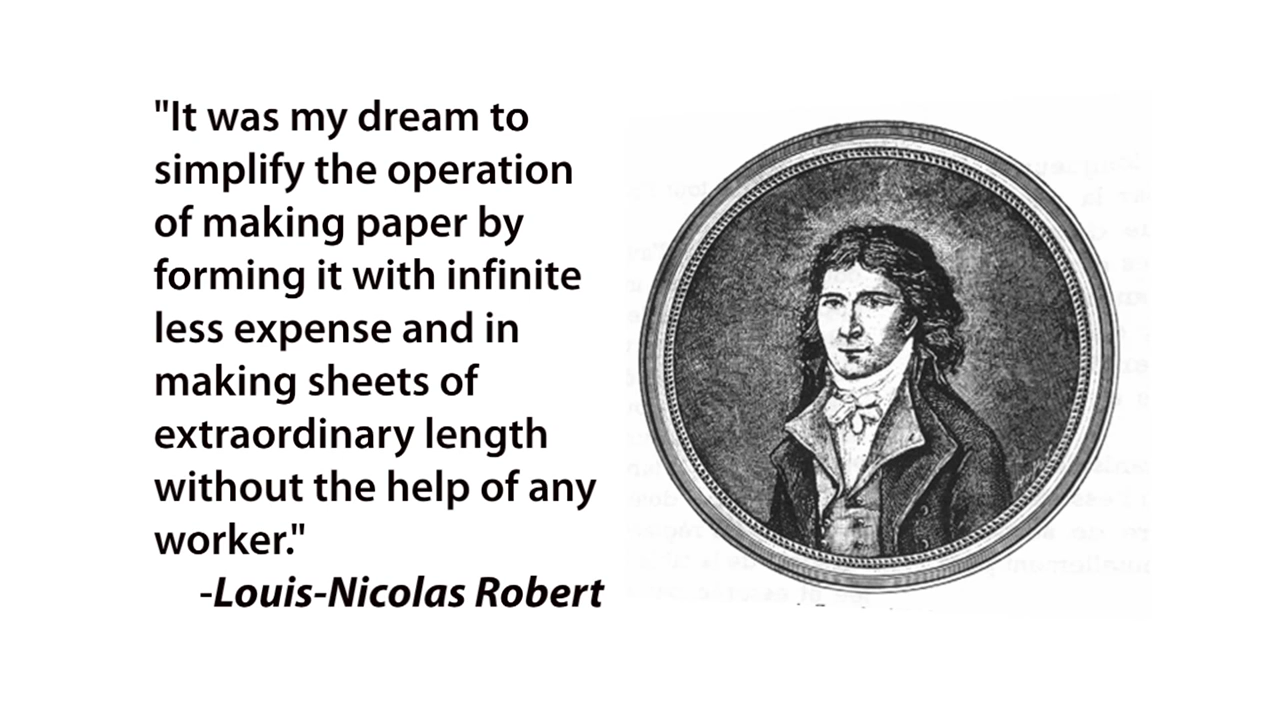 "It was my dream to
simplify the operation
of making paper by
forming it with infinite
less expense and in
making sheets of
extraordinary length
without the help of any
worker."
-Louis-Nicolas Robert